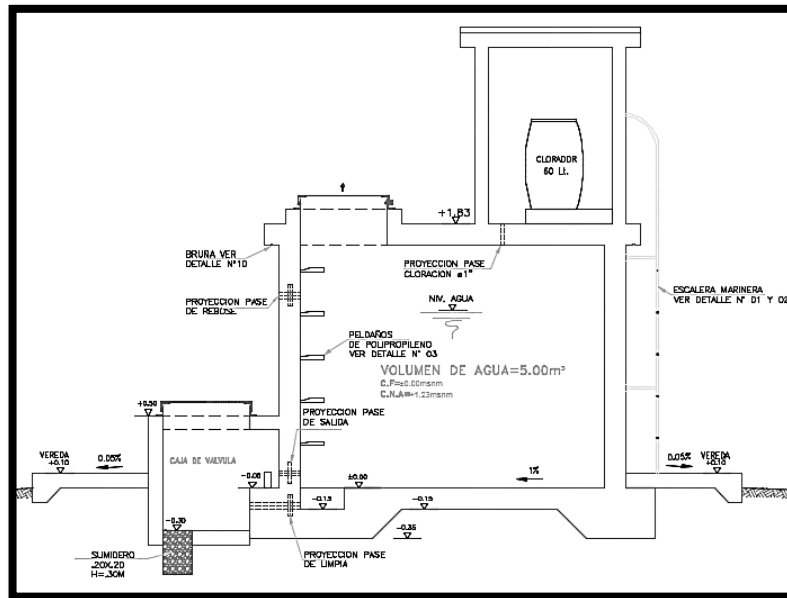 CLORADOR
60 Lt.
+1.83
BRUÑA VER
DETALLE N°10
PROYECCION PASE
CLORACION ø1"
PROYECCION PASE
DE REBOSE
NIV. AGUA
ESCALERA MARINERA
VER DETALLE N° 01 Y 02
PELDAÑOS
DE POLIPROPILENO
VER DETALLE N° 03
VOLUMEN DE AGUA=5.00m³
C.F=±0.00msnm
C.N.A=+1.23msnm
+0.50
PROYECCION PASE
DE SALIDA
CAJA DE VALVULA
VEREDA
+0.10
0.05%
-0.08
±0.00
1%
0.05%
VEREDA
+0.10
-0.15
-0.15
-0.30
-0.35
SUMIDERO
.20X.20
H=.30M
PROYECCION PASE
DE LIMPIA